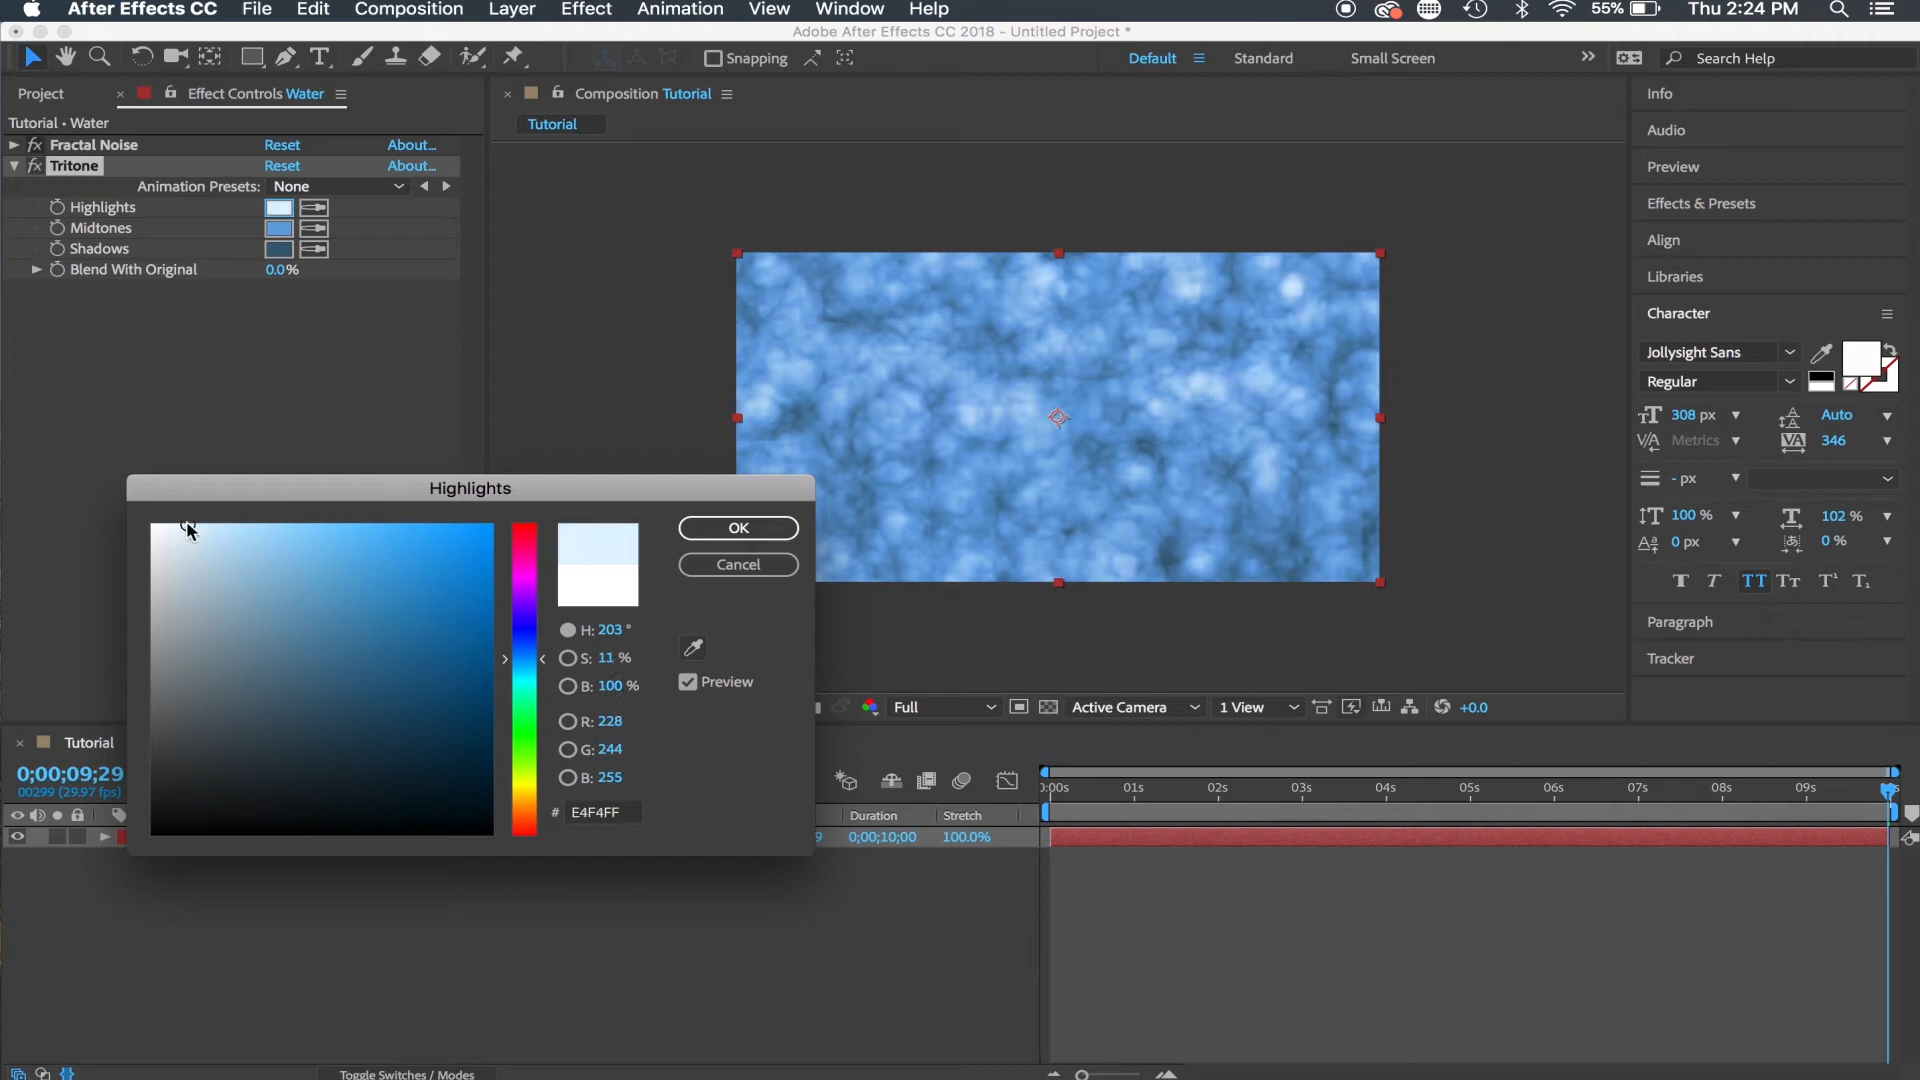 After Effects CC File Edit Composition Layer Effect Animation View Window Help 55% Thu 2:24 PM
Adobe After Effects CC 2018 - Untitled Project *
Snapping Default Standard Small Screen Search Help
Project Effect Controls Water Composition Tutorial Info
Tutorial • Water Tutorial
Audio
fx Fractal Noise Reset About...
fx Tritone Reset About... Preview
Animation Presets: None
Highlights Effects & Presets
Midtones
Shadows Align
Blend With Original 0.0% Libraries
Character
Jollysight Sans
Regular
308 px Auto
Metrics 346
- px
100 % 102 %
0 px 0 %
Paragraph
Tracker
Highlights
OK
Cancel
H: 203 °
S: 11 %
B: 100 %
Preview
R: 228
G: 244
B: 255
# E4F4FF
Full Active Camera 1 View +0.0
Tutorial
0;00;09;29
00299 (29.97 fps)
01s 02s 03s 04s 05s 06s 07s 08s 09s
Duration Stretch
0;00;10;00 100.0%
Toggle Switches / Modes